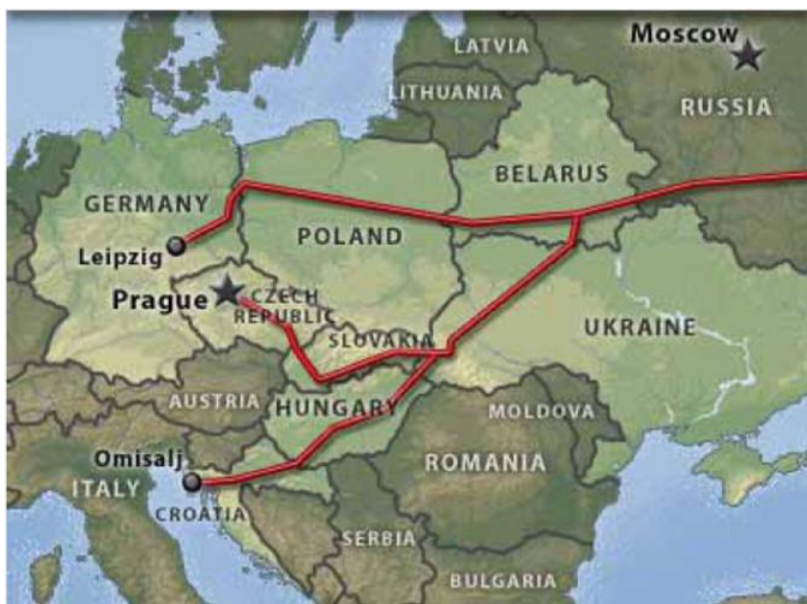 Moscow
LATVIA
LITHUANIA
RUSSIA
BELARUS
GERMANY
POLAND
Leipzig
Prague
CZECH
REPUBLIC
SLOVAKIA
UKRAINE
AUSTRIA
HUNGARY
MOLDOVA
Omisalj
ROMANIA
ITALY
CROATIA
SERBIA
BULGARIA